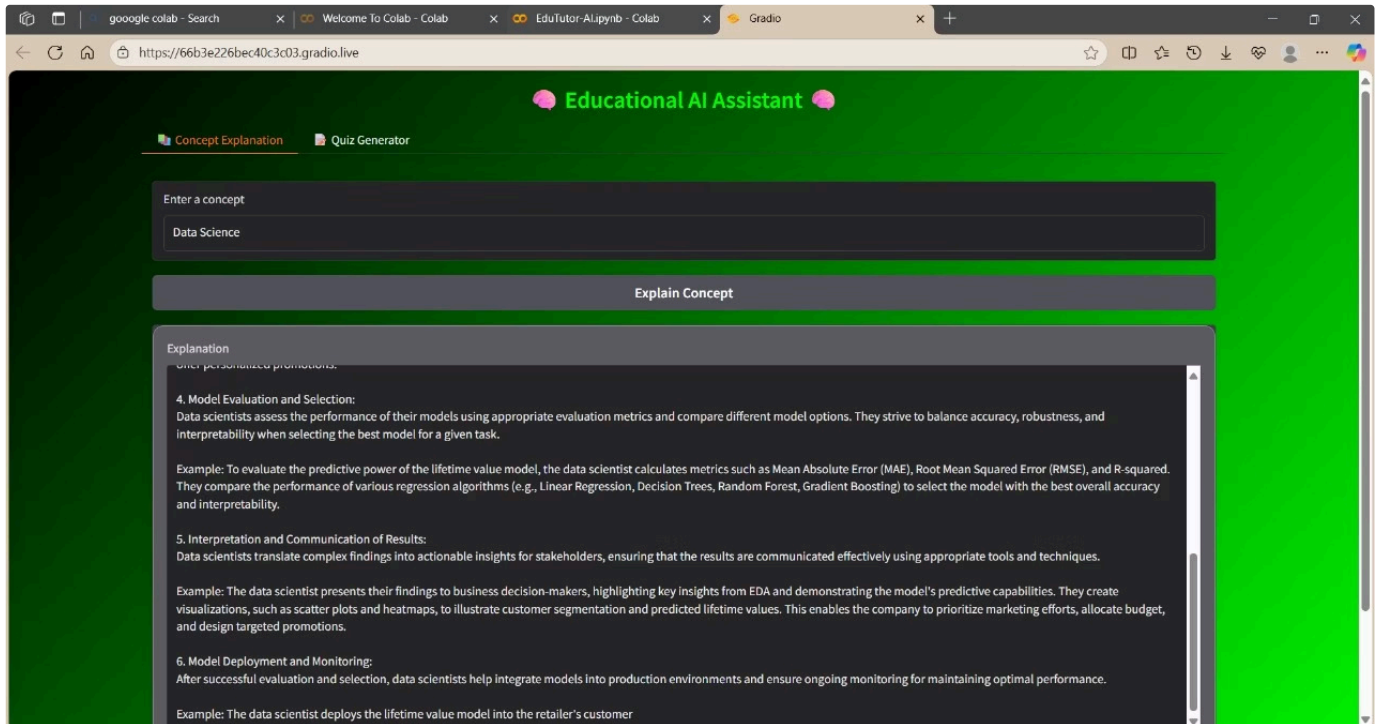 gooogle colab - Search
Welcome To Colab - Colab
EduTutor-AI.ipynb - Colab
Gradio
https://66b3e226bec40c3c03.gradio.live
Educational AI Assistant
Concept Explanation
Quiz Generator
Enter a concept
Data Science
Explain Concept
Explanation
offer personalized promotions.
4. Model Evaluation and Selection:
Data scientists assess the performance of their models using appropriate evaluation metrics and compare different model options. They strive to balance accuracy, robustness, and
interpretability when selecting the best model for a given task.
Example: To evaluate the predictive power of the lifetime value model, the data scientist calculates metrics such as Mean Absolute Error (MAE), Root Mean Squared Error (RMSE), and R-squared.
They compare the performance of various regression algorithms (e.g., Linear Regression, Decision Trees, Random Forest, Gradient Boosting) to select the model with the best overall accuracy
and interpretability.
5. Interpretation and Communication of Results:
Data scientists translate complex findings into actionable insights for stakeholders, ensuring that the results are communicated effectively using appropriate tools and techniques.
Example: The data scientist presents their findings to business decision-makers, highlighting key insights from EDA and demonstrating the model's predictive capabilities. They create
visualizations, such as scatter plots and heatmaps, to illustrate customer segmentation and predicted lifetime values. This enables the company to prioritize marketing efforts, allocate budget,
and design targeted promotions.
6. Model Deployment and Monitoring:
After successful evaluation and selection, data scientists help integrate models into production environments and ensure ongoing monitoring for maintaining optimal performance.
Example: The data scientist deploys the lifetime value model into the retailer's customer